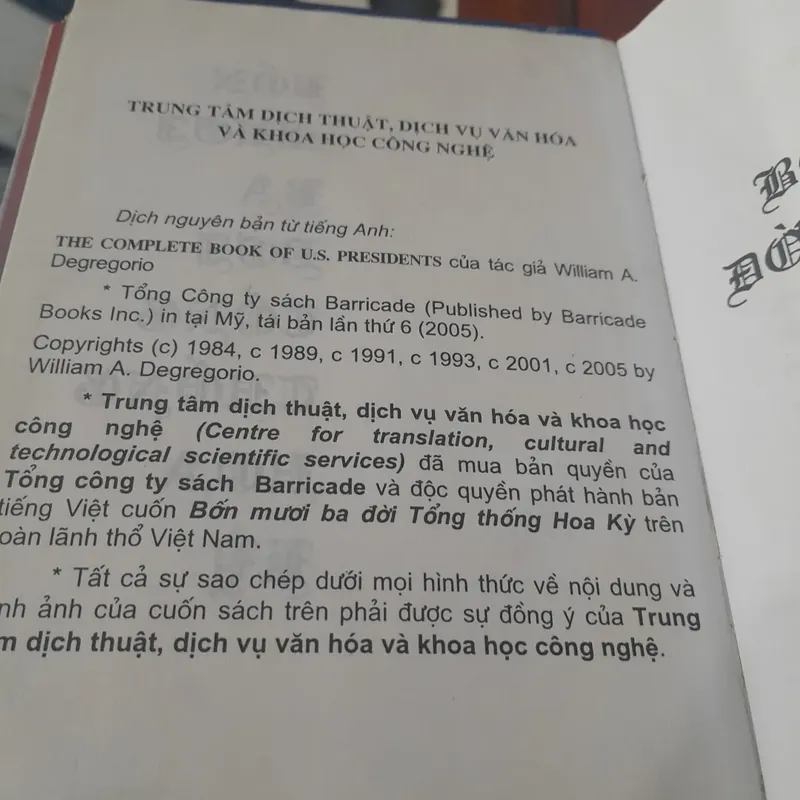 TRUNG TÂM DỊCH THUẬT, DỊCH VỤ VĂN HÓA
VÀ KHOA HỌC CÔNG NGHỆ
Dịch nguyên bản từ tiếng Anh:
THE COMPLETE BOOK OF U.S. PRESIDENTS của tác giả William A.
Degregorio
* Tổng Công ty sách Barricade (Published by Barricade
Books Inc.) in tại Mỹ, tái bản lần thứ 6 (2005).
Copyrights (c) 1984, c 1989, c 1991, c 1993, c 2001, c 2005 by
William A. Degregorio.
* Trung tâm dịch thuật, dịch vụ văn hóa và khoa học
công nghệ (Centre for translation, cultural and
technological scientific services) đã mua bản quyền của
Tổng công ty sách Barricade và độc quyền phát hành bản
tiếng Việt cuốn Bốn mươi ba đời Tổng thống Hoa Kỳ trên
oàn lãnh thổ Việt Nam.
* Tất cả sự sao chép dưới mọi hình thức về nội dung và
nh ảnh của cuốn sách trên phải được sự đồng ý của Trung
m dịch thuật, dịch vụ văn hóa và khoa học công nghệ.